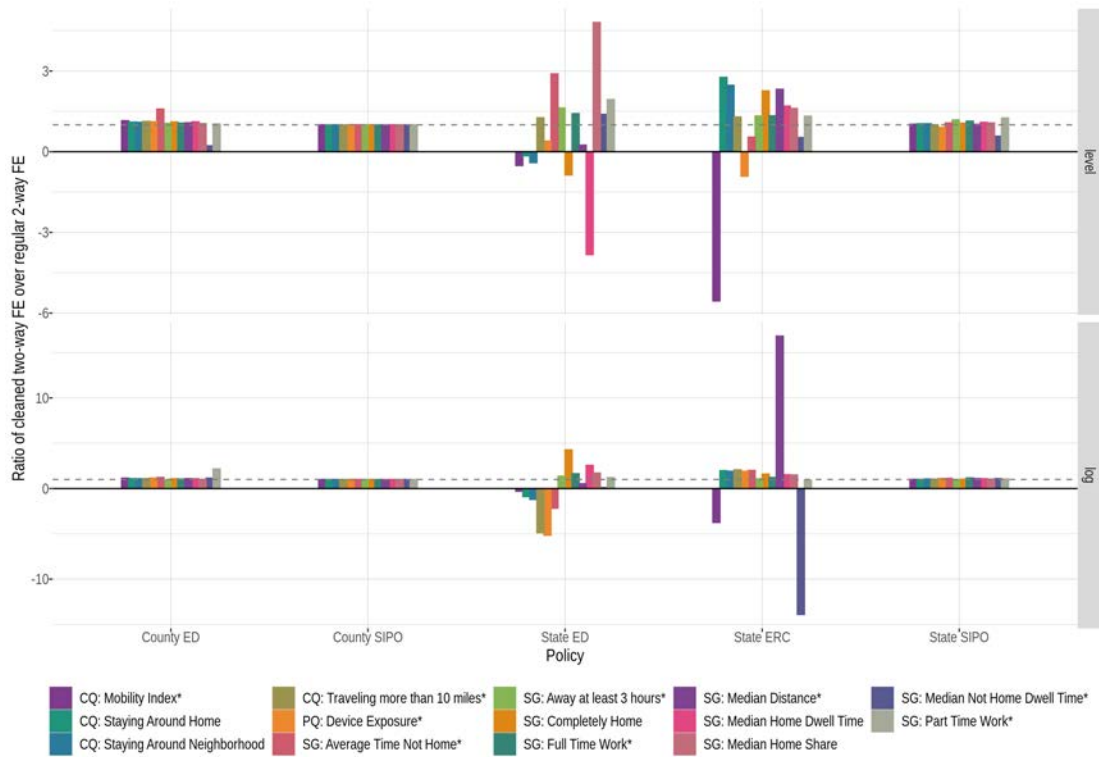 Ratio of cleaned two-way FE over regular 2-way FE
3
0
-3
-6
level
10
0
-10
log
County ED
County SIPO
State ED
State ERC
State SIPO
Policy
CQ: Mobility Index*
CQ: Traveling more than 10 miles*
SG: Away at least 3 hours*
SG: Median Distance*
SG: Median Not Home Dwell Time*
CQ: Staying Around Home
PQ: Device Exposure*
SG: Completely Home
SG: Median Home Dwell Time
SG: Part Time Work*
CQ: Staying Around Neighborhood
SG: Average Time Not Home*
SG: Full Time Work*
SG: Median Home Share